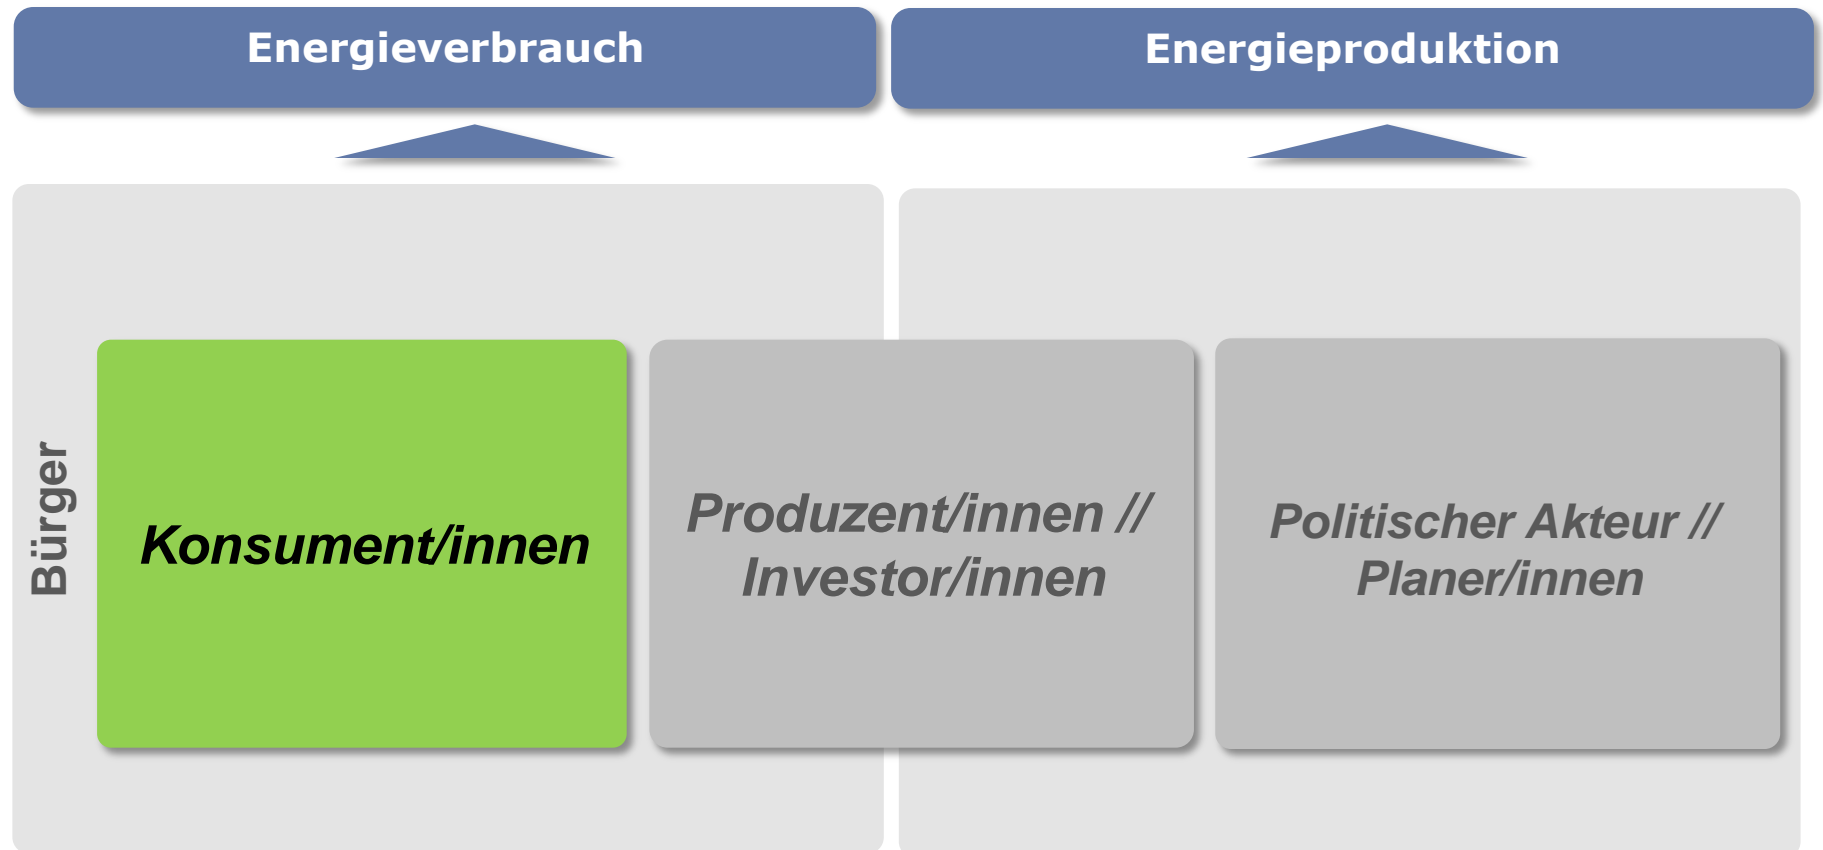 Energieverbrauch
Energieproduktion
Bürger
Konsument/innen
Produzent/innen //
Investor/innen
Politischer Akteur //
Planer/innen